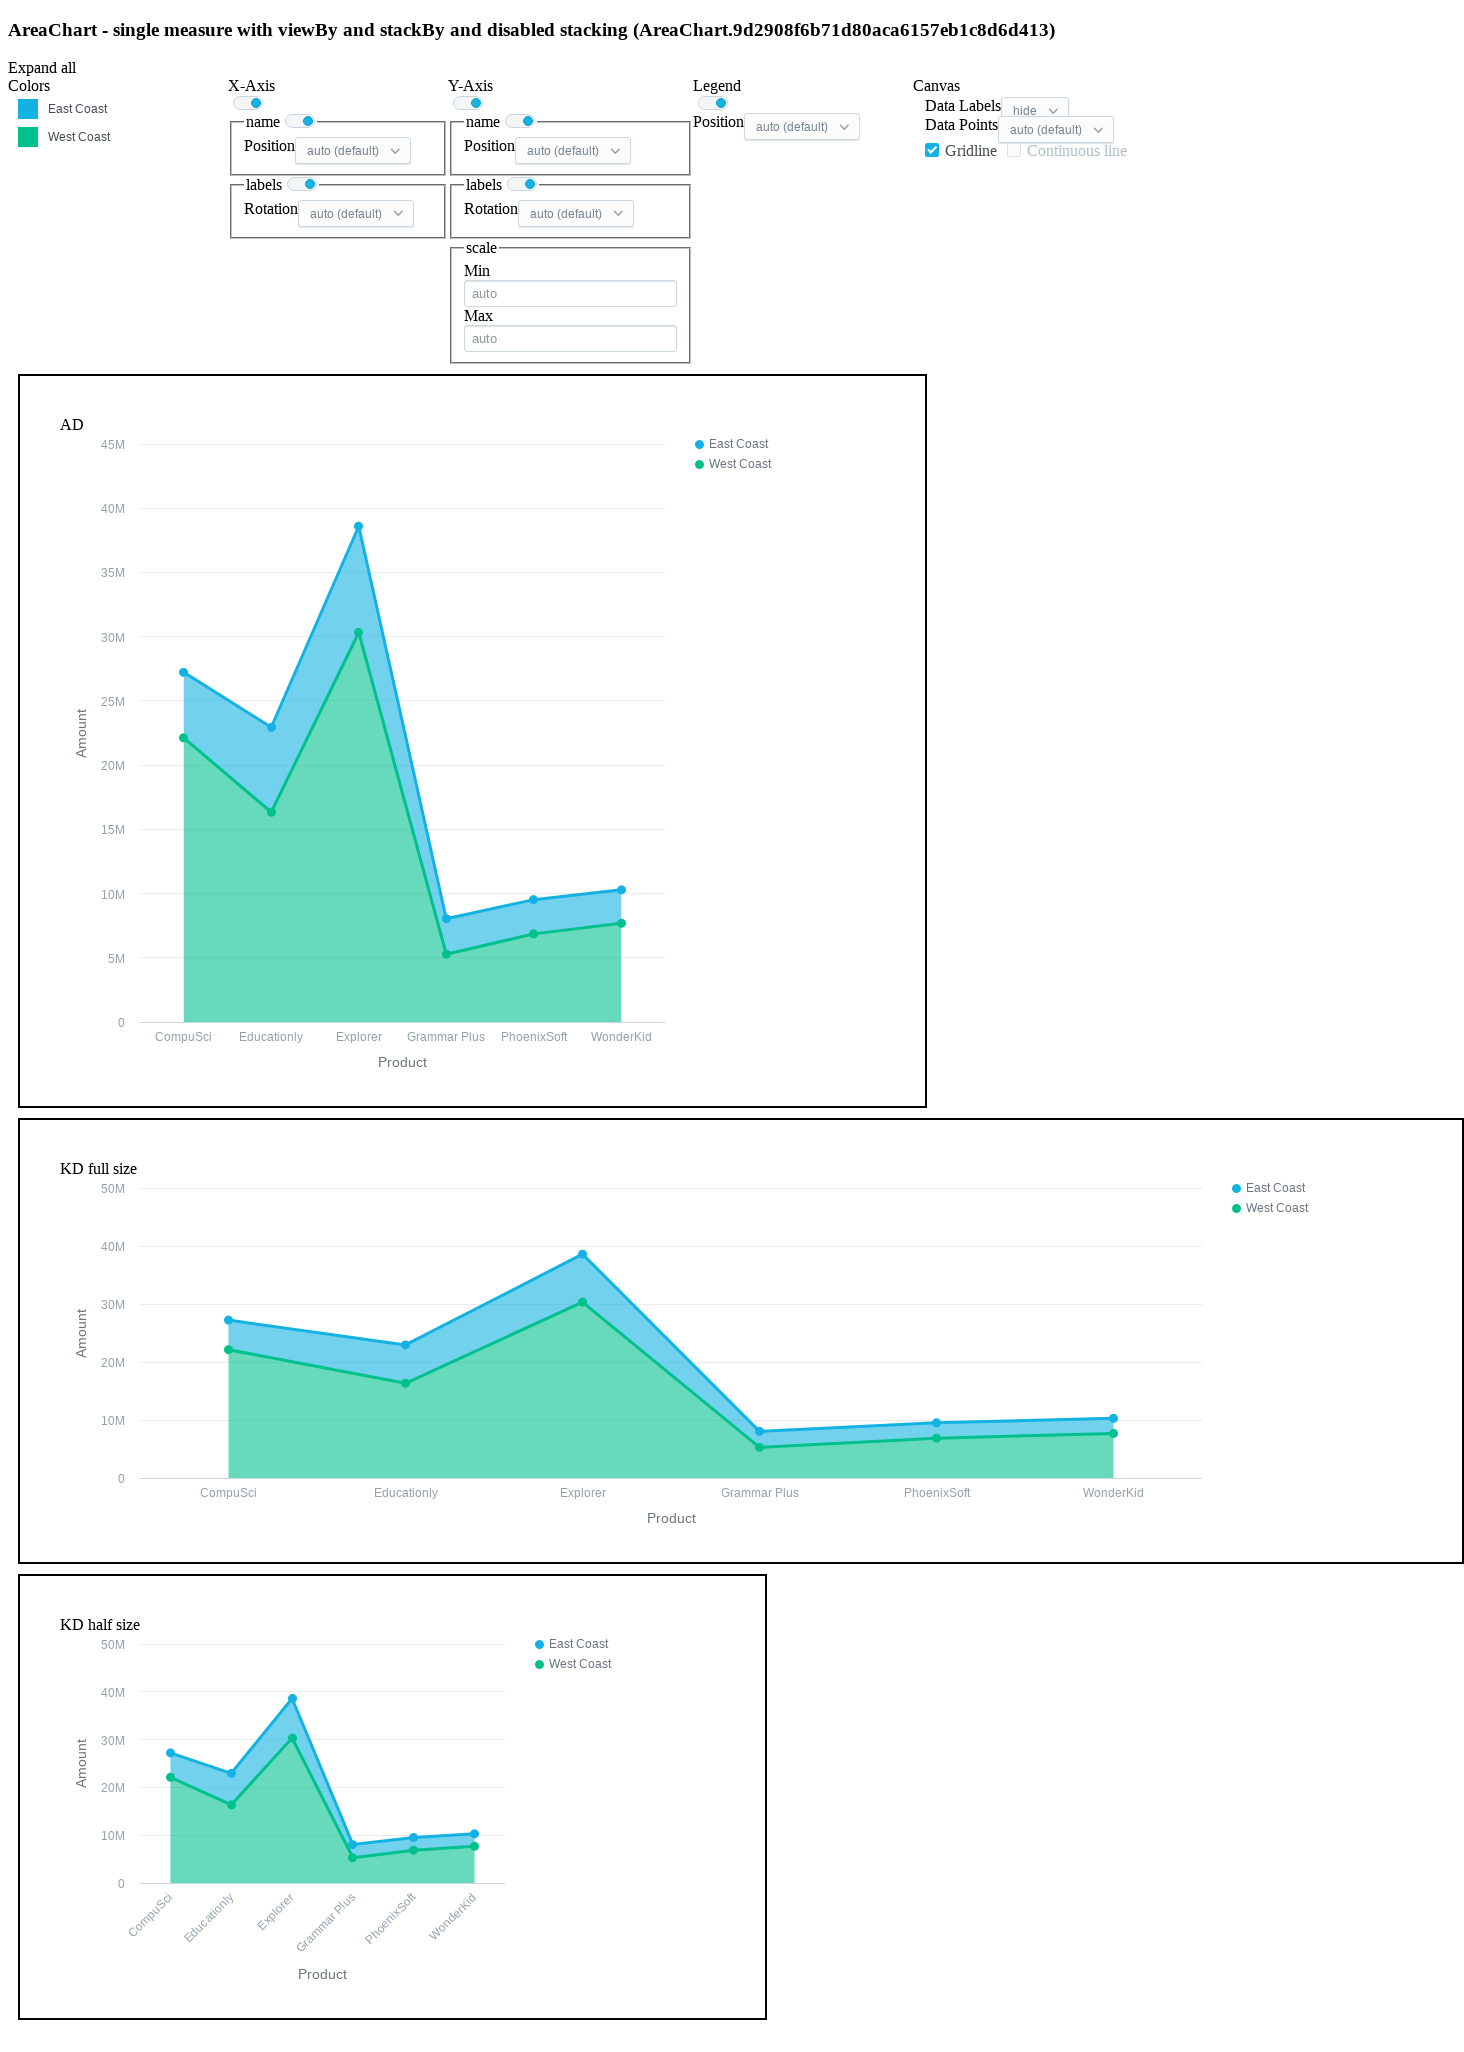 AreaChart - single measure with viewBy and stackBy and disabled stacking (AreaChart.9d2908f6b71d80aca6157eb1c8d6d413)
Expand all
Colors
East Coast
West Coast
X-Axis
name
Position auto (default)
labels
Rotation auto (default)
Y-Axis
name
Position auto (default)
labels
Rotation auto (default)
scale
Min
auto
Max
auto
Legend
Position auto (default)
Canvas
Data Labels hide
Data Points auto (default)
Gridline Continuous line
AD
45M
40M
35M
30M
25M
20M
15M
10M
5M
0
Amount
CompuSci Educationly Explorer Grammar Plus PhoenixSoft WonderKid
Product
East Coast
West Coast
KD full size
50M
40M
30M
20M
10M
0
Amount
CompuSci Educationly Explorer Grammar Plus PhoenixSoft WonderKid
Product
East Coast
West Coast
KD half size
50M
40M
30M
20M
10M
0
Amount
CompuSci Educationly Explorer Grammar Plus PhoenixSoft WonderKid
Product
East Coast
West Coast